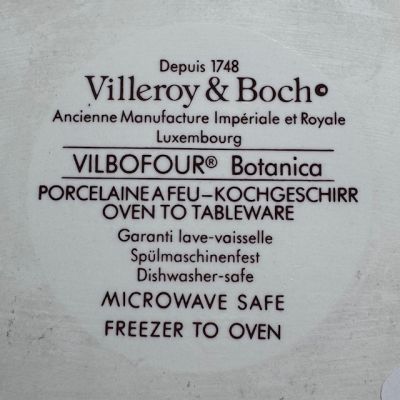 Depuis 1748
Villeroy & Boch©
Ancienne Manufacture Impériale et Royale
Luxembourg
VILBOFOUR® Botanica
PORCELAINE A FEU-KOCHGESCHIRR
OVEN TO TABLEWARE
Garanti lave-vaisselle
Spülmaschinenfest
Dishwasher-safe
MICROWAVE SAFE
FREEZER TO OVEN